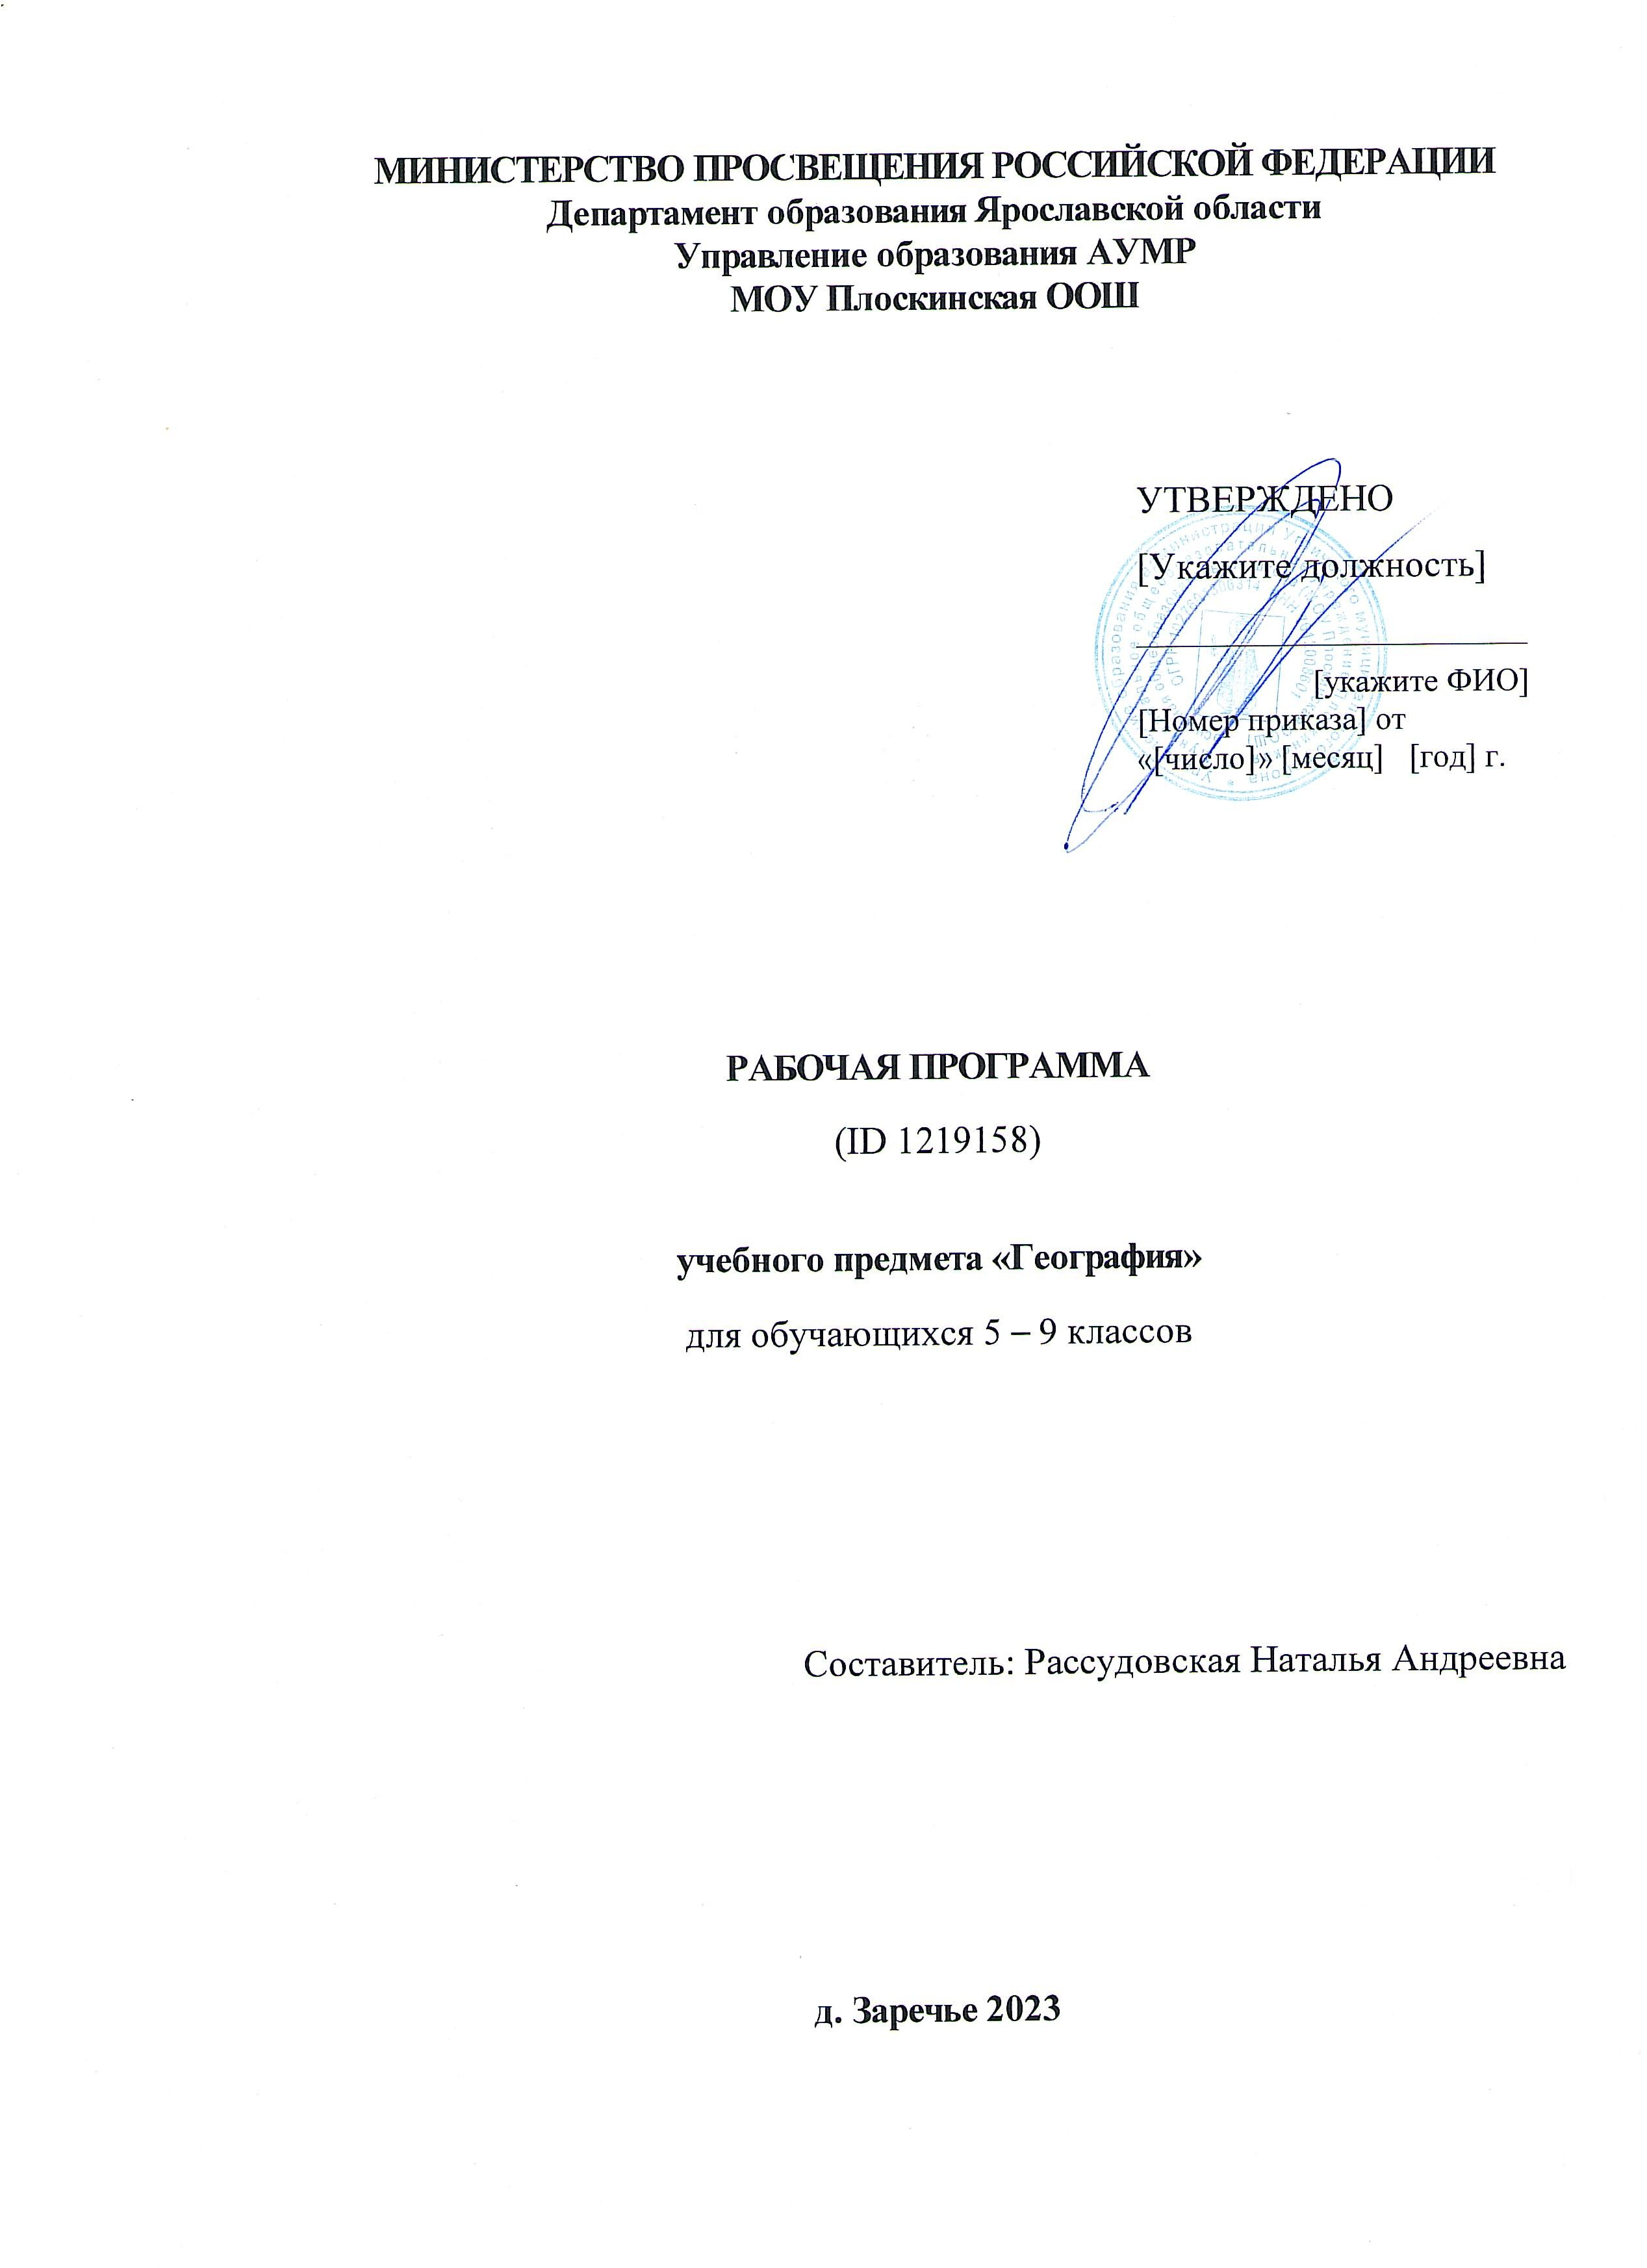 МИНИСТЕРСТВО ПРОСВЕЩЕНИЯ РОССИЙСКОЙ ФЕДЕРАЦИИ
Департамент образования Ярославской области
Управление образования АУМР
МОУ Плоскинская ООШ
УТВЕРЖДЕНО
[Укажите должность]
[укажите ФИО]
[Номер приказа] от
«[число]» [месяц] [год] г.
РАБОЧАЯ ПРОГРАММА
(ID 1219158)
учебного предмета «География»
для обучающихся 5 – 9 классов
Составитель: Рассудовская Наталья Андреевна
д. Заречье 2023